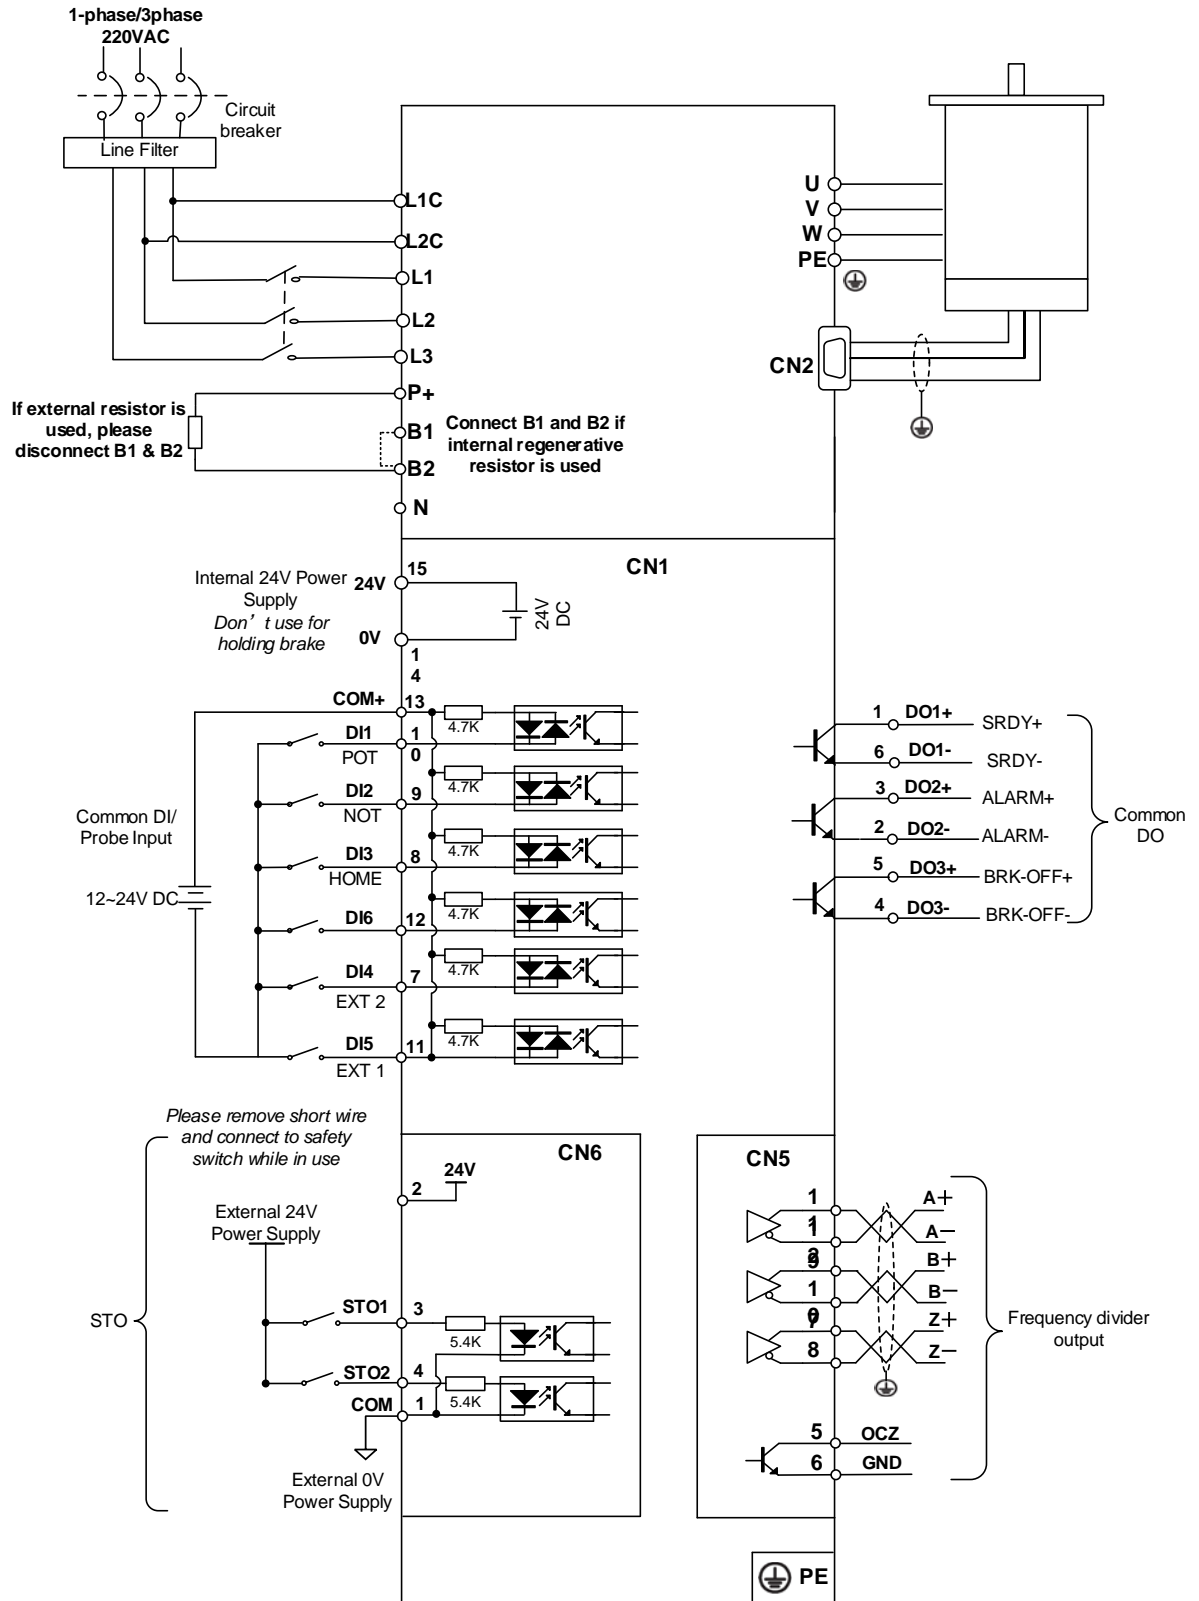 1-phase/3phase
220VAC
Circuit
breaker
Line Filter
L1C
L2C
L1
L2
L3
P+
B1
B2
N
If external resistor is
used, please
disconnect B1 & B2
Connect B1 and B2 if
internal regenerative
resistor is used
U
V
W
PE
CN2
CN1
Internal 24V Power
Supply
Don't use for
holding brake
24V
15
0V
1
4
24V
DC
COM+
13
4.7K
DI1
1
0
POT
4.7K
DI2
9
NOT
4.7K
DI3
8
HOME
4.7K
DI6
12
4.7K
DI4
7
EXT 2
4.7K
DI5
11
EXT 1
Common DI/
Probe Input
12~24V DC
1
DO1+
SRDY+
6
DO1-
SRDY-
3
DO2+
ALARM+
2
DO2-
ALARM-
5
DO3+
BRK-OFF+
4
DO3-
BRK-OFF-
Common
DO
Please remove short wire
and connect to safety
switch while in use
CN6
24V
2
External 24V
Power Supply
STO
STO1
3
5.4K
STO2
4
5.4K
COM
1
External 0V
Power Supply
CN5
1
A+
1
A-
B+
1
B-
Z+
8
Z-
Frequency divider
output
5
OCZ
6
GND
PE